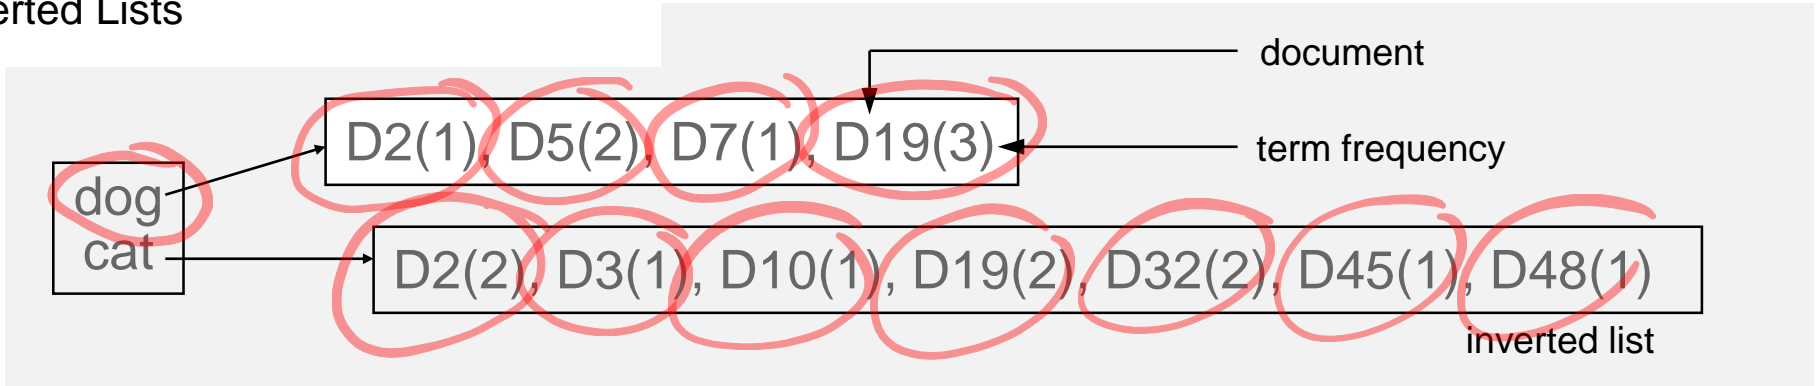 erted Lists
document
D2(1), D5(2), D7(1), D19(3)
term frequency
dog
cat
D2(2), D3(1), D10(1), D19(2), D32(2), D45(1), D48(1)
inverted list